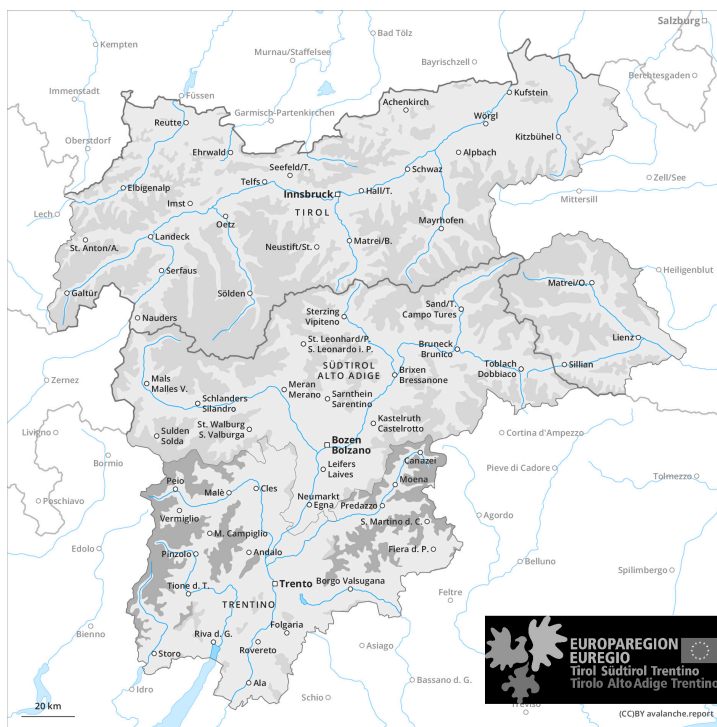 Salzburg
Kempten
Bad Tölz
Murnau/Staffelsee
Bayrischzell
Berchtesgaden
Immenstadt
Füssen
Kufstein
Achenkirch
Garmisch-Partenkirchen
Wörgl
Reutte
Oberstdorf
Kitzbühel
Ehrwald
Alpbach
Seefeld/T.
Schwaz
Telfs
Zell/See
Elbigenalp
Innsbruck
Hall/T.
Mittersill
Imst
TIROL
Lech
Oetz
Mayrhofen
Landeck
St. Anton/A.
Neustift/St.
Matrei/B.
Serfaus
Heiligenblut
Matrei/O.
Galtür
Sölden
Sand/T.
Campo Tures
Nauders
Sterzing
Vipiteno
Lienz
St. Leonhard/P.
S. Leonardo i. P.
Bruneck
Brunico
Toblach
Dobbiaco
Sillian
SÜDTIROL
ALTO ADIGE
Brixen
Bressanone
Zernez
Mals
Malles V.
Meran
Merano
Sarnthein
Sarentino
Schlanders
Silandro
Kastelruth
Castelrotto
St. Walburg
S. Valburga
Livigno
Sulden
Solda
Bozen
Bolzano
Cortina d'Ampezzo
Canazei
Bormio
Leifers
Laives
Pieve di Cadore
Tolmezzo
Peio
Moena
Malè
Cles
Neumarkt
Egna
Predazzo
Poschiavo
Vermiglio
S. Martino d. C.
Agordo
M. Campiglio
Edolo
Pinzolo
Andalo
Fiera d. P.
Belluno
Spilimbergo
Tione d. T.
Trento
Borgo Valsugana
Feltre
TRENTINO
Folgaria
Bienno
Riva d. G.
Rovereto
Asiago
Storo
Bassano d. G.
Idro
Ala
Schio
Treviso
EUROPAREGION
EUREGIO
Tirol Südtirol Trentino
Tirolo AltoAdige Trentino
20 km
(CC)BY avalanche.report